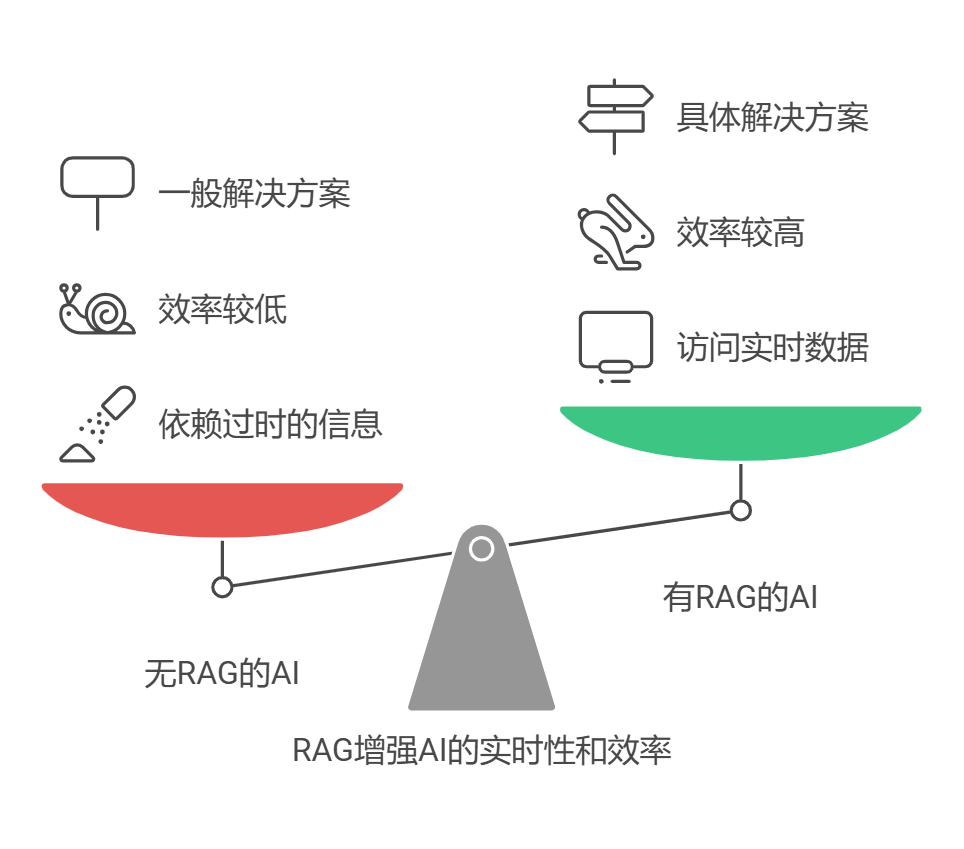 一般解决方案
效率较低
依赖过时的信息
无RAG的AI
具体解决方案
效率较高
访问实时数据
有RAG的AI
RAG增强AI的实时性和效率